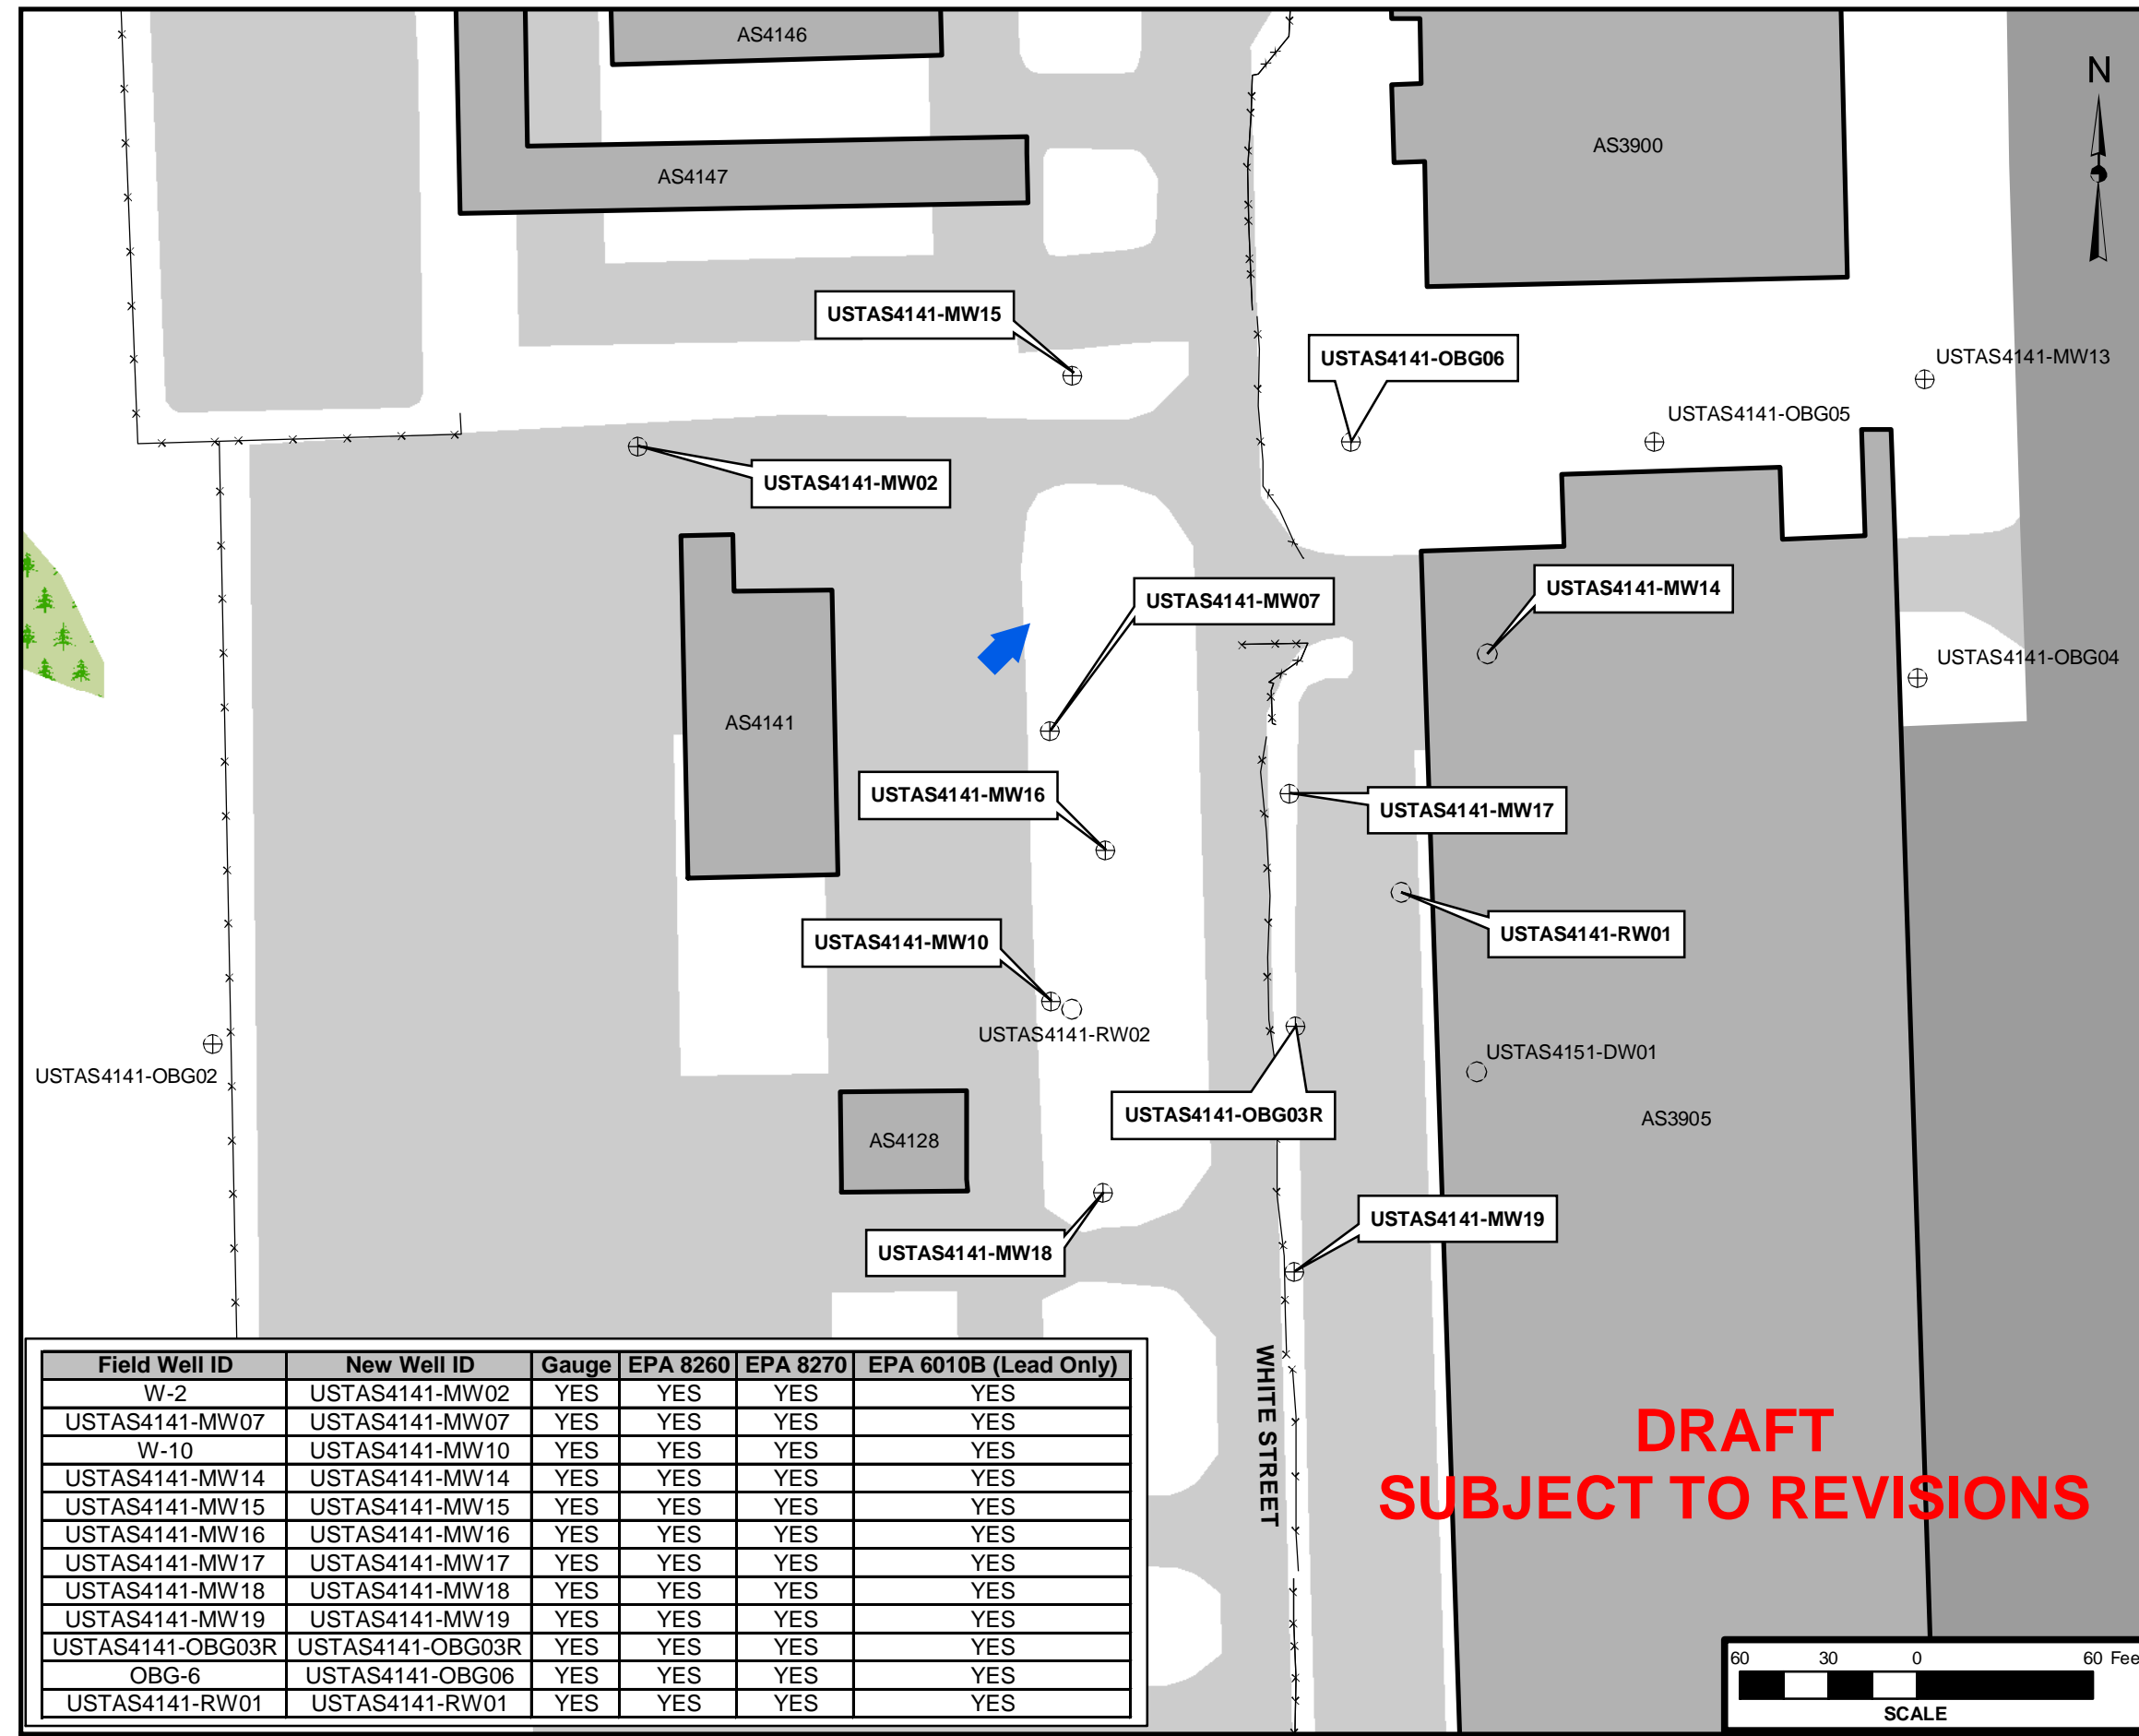 AS4146
N
AS3900
AS4147
USTAS4141-MW15
USTAS4141-OBG06
USTAS4141-MW13
USTAS4141-OBG05
USTAS4141-MW02
USTAS4141-MW14
USTAS4141-MW07
USTAS4141-OBG04
AS4141
USTAS4141-MW16
USTAS4141-MW17
USTAS4141-MW10
USTAS4141-RW01
USTAS4141-RW02
USTAS4151-DW01
USTAS4141-OBG02
USTAS4141-OBG03R
AS3905
AS4128
USTAS4141-MW19
USTAS4141-MW18
WHITE STREET
Field Well ID New Well ID Gauge EPA 8260 EPA 8270 EPA 6010B (Lead Only)
W-2 USTAS4141-MW02 YES YES YES YES
USTAS4141-MW07 USTAS4141-MW07 YES YES YES YES
W-10 USTAS4141-MW10 YES YES YES YES
USTAS4141-MW14 USTAS4141-MW14 YES YES YES YES
USTAS4141-MW15 USTAS4141-MW15 YES YES YES YES
USTAS4141-MW16 USTAS4141-MW16 YES YES YES YES
USTAS4141-MW17 USTAS4141-MW17 YES YES YES YES
USTAS4141-MW18 USTAS4141-MW18 YES YES YES YES
USTAS4141-MW19 USTAS4141-MW19 YES YES YES YES
USTAS4141-OBG03R USTAS4141-OBG03R YES YES YES YES
OBG-6 USTAS4141-OBG06 YES YES YES YES
USTAS4141-RW01 USTAS4141-RW01 YES YES YES YES
DRAFT
SUBJECT TO REVISIONS
60 30 0 60 Fee
SCALE